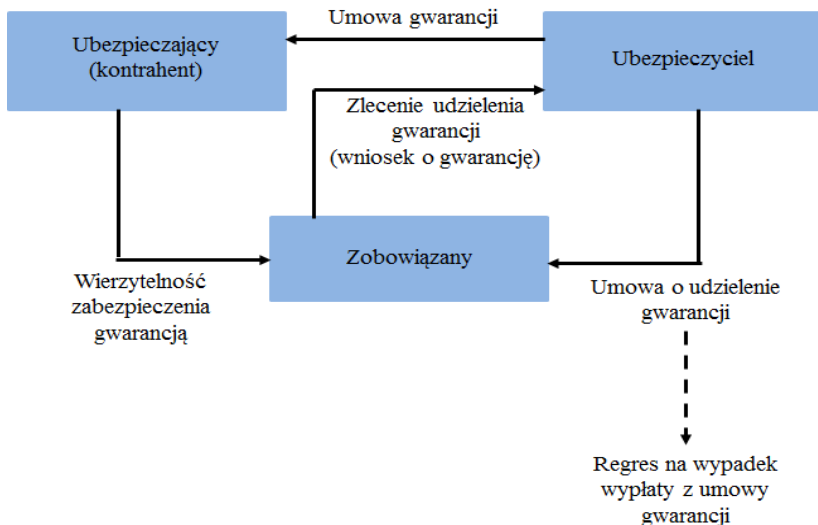 Umowa gwarancji
Ubezpieczający
(kontrahent)
Ubezpieczyciel
Zlecenie udzielenia
gwarancji
(wniosek o gwarancję)
Zobowiązany
Wierzytelność
zabezpieczenia
gwarancją
Umowa o udzielenie
gwarancji
Regres na wypadek
wypłaty z umowy
gwarancji